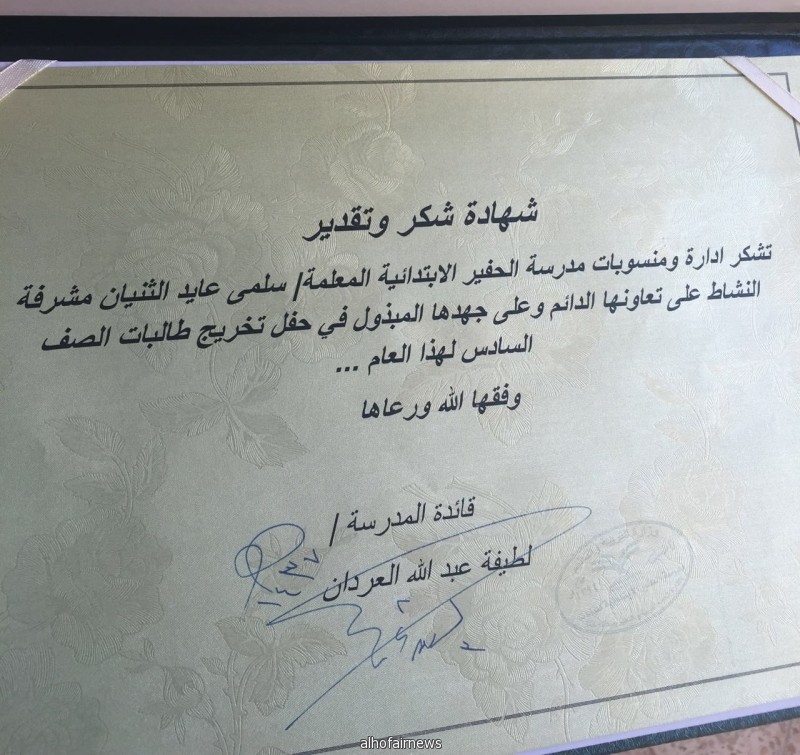 شهادة شكر وتقدير
تشكر ادارة ومنسوبات مدرسة الحفير الابتدائية المعلمة/ سلمى عايد الثنيان مشرفة
النشاط على تعاونها الدائم وعلى جهدها المبذول في حفل تخريج طالبات الصف
السادس لهذا العام ...
وفقها الله ورعاها
قائدة المدرسة /
لطيفة عبد الله العردان
١٤٣٧
alhofairnews